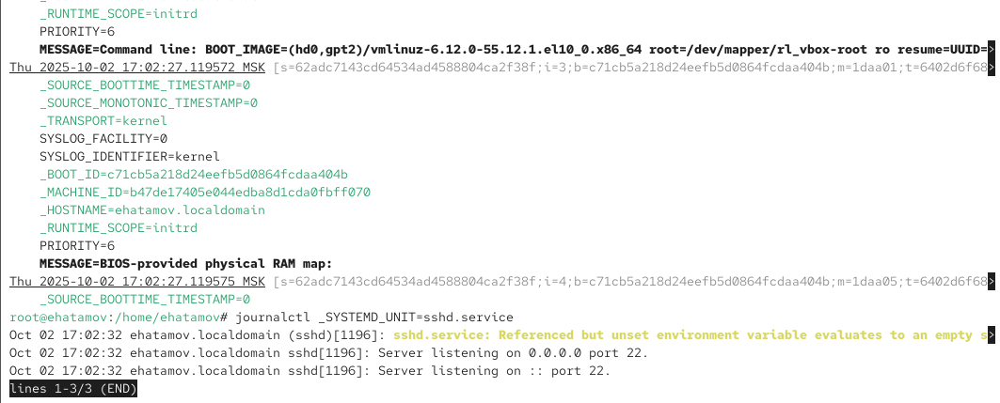 _RUNTIME_SCOPE=initrd
PRIORITY=6
MESSAGE=Command line: BOOT_IMAGE=(hd0,gpt2)/vmlinuz-6.12.0-55.12.1.el10_0.x86_64 root=/dev/mapper/rl_vbox-root ro resume=UUID=>
Thu 2025-10-02 17:02:27.119572 MSK [s=62adc7143cd64534ad4588804ca2f38f;i=3;b=c71cb5a218d24eefb5d0864fcdaa404b;m=1daa01;t=6402d6f68>
_SOURCE_BOOTTIME_TIMESTAMP=0
_SOURCE_MONOTONIC_TIMESTAMP=0
_TRANSPORT=kernel
SYSLOG_FACILITY=0
SYSLOG_IDENTIFIER=kernel
_BOOT_ID=c71cb5a218d24eefb5d0864fcdaa404b
_MACHINE_ID=b47de17405e044edba8d1cda0fbff070
_HOSTNAME=ehatamov.localdomain
_RUNTIME_SCOPE=initrd
PRIORITY=6
MESSAGE=BIOS-provided physical RAM map:
Thu 2025-10-02 17:02:27.119575 MSK [s=62adc7143cd64534ad4588804ca2f38f;i=4;b=c71cb5a218d24eefb5d0864fcdaa404b;m=1daa05;t=6402d6f68>
_SOURCE_BOOTTIME_TIMESTAMP=0
root@ehatamov:/home/ehatamov# journalctl _SYSTEMD_UNIT=sshd.service
Oct 02 17:02:32 ehatamov.localdomain (sshd)[1196]: sshd.service: Referenced but unset environment variable evaluates to an empty s>
Oct 02 17:02:32 ehatamov.localdomain sshd[1196]: Server listening on 0.0.0.0 port 22.
Oct 02 17:02:32 ehatamov.localdomain sshd[1196]: Server listening on :: port 22.
lines 1-3/3 (END)